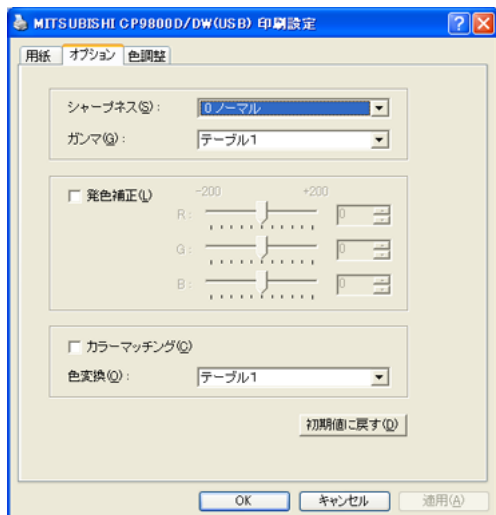 MITSUBISHI CP9800D/DW(USB) 印刷設定
用紙 オプション 色調整
シャープネス(S): 0 ノーマル
ガンマ(G): テーブル1
発色補正(L) -200 +200
R: 0
G: 0
B: 0
カラーマッチング(C)
色変換(O): テーブル1
初期値に戻す(D)
OK キャンセル 適用(A)